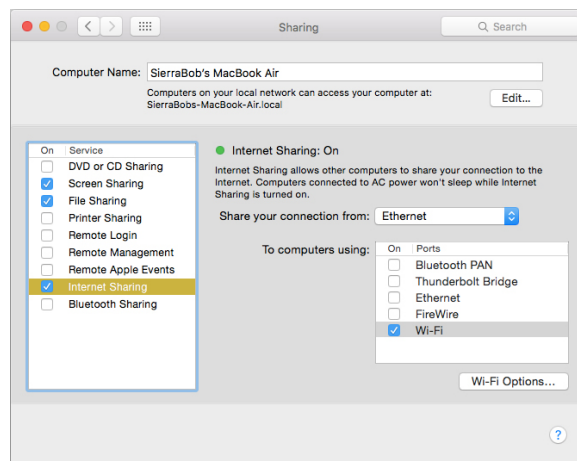 Sharing
Search
Computer Name: SierraBob's MacBook Air
Computers on your local network can access your computer at:
SierraBobs-MacBook-Air.local
Edit...
On Service
DVD or CD Sharing
Screen Sharing
File Sharing
Printer Sharing
Remote Login
Remote Management
Remote Apple Events
Internet Sharing
Bluetooth Sharing
Internet Sharing: On
Internet Sharing allows other computers to share your connection to the
Internet. Computers connected to AC power won't sleep while Internet
Sharing is turned on.
Share your connection from: Ethernet
To computers using:
On Ports
Bluetooth PAN
Thunderbolt Bridge
Ethernet
FireWire
Wi-Fi
Wi-Fi Options...
?